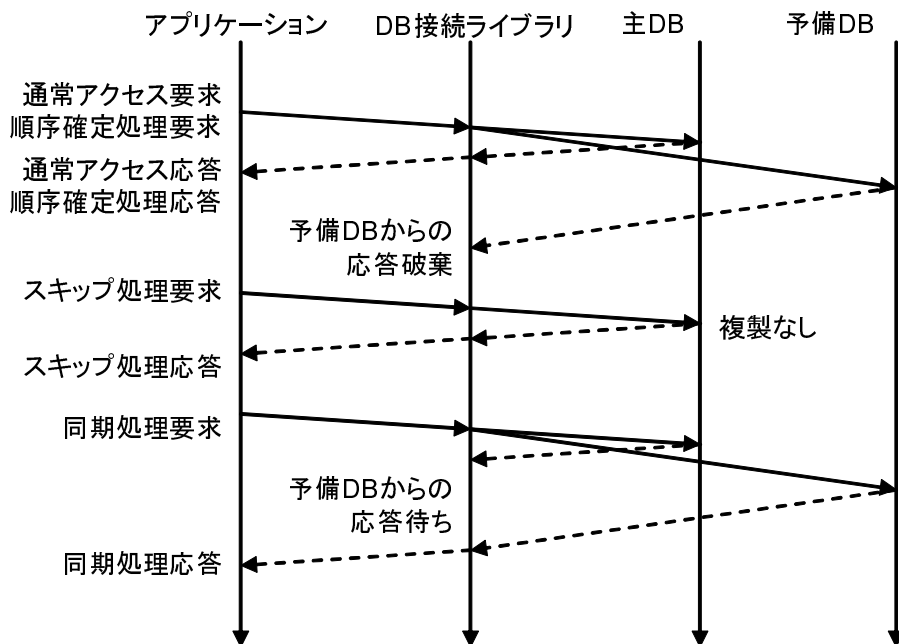 アプリケーション
DB接続ライブラリ
主DB
予備DB
通常アクセス要求
順序確定処理要求
通常アクセス応答
順序確定処理応答
予備DBからの
応答破棄
スキップ処理要求
複製なし
スキップ処理応答
同期処理要求
予備DBからの
応答待ち
同期処理応答